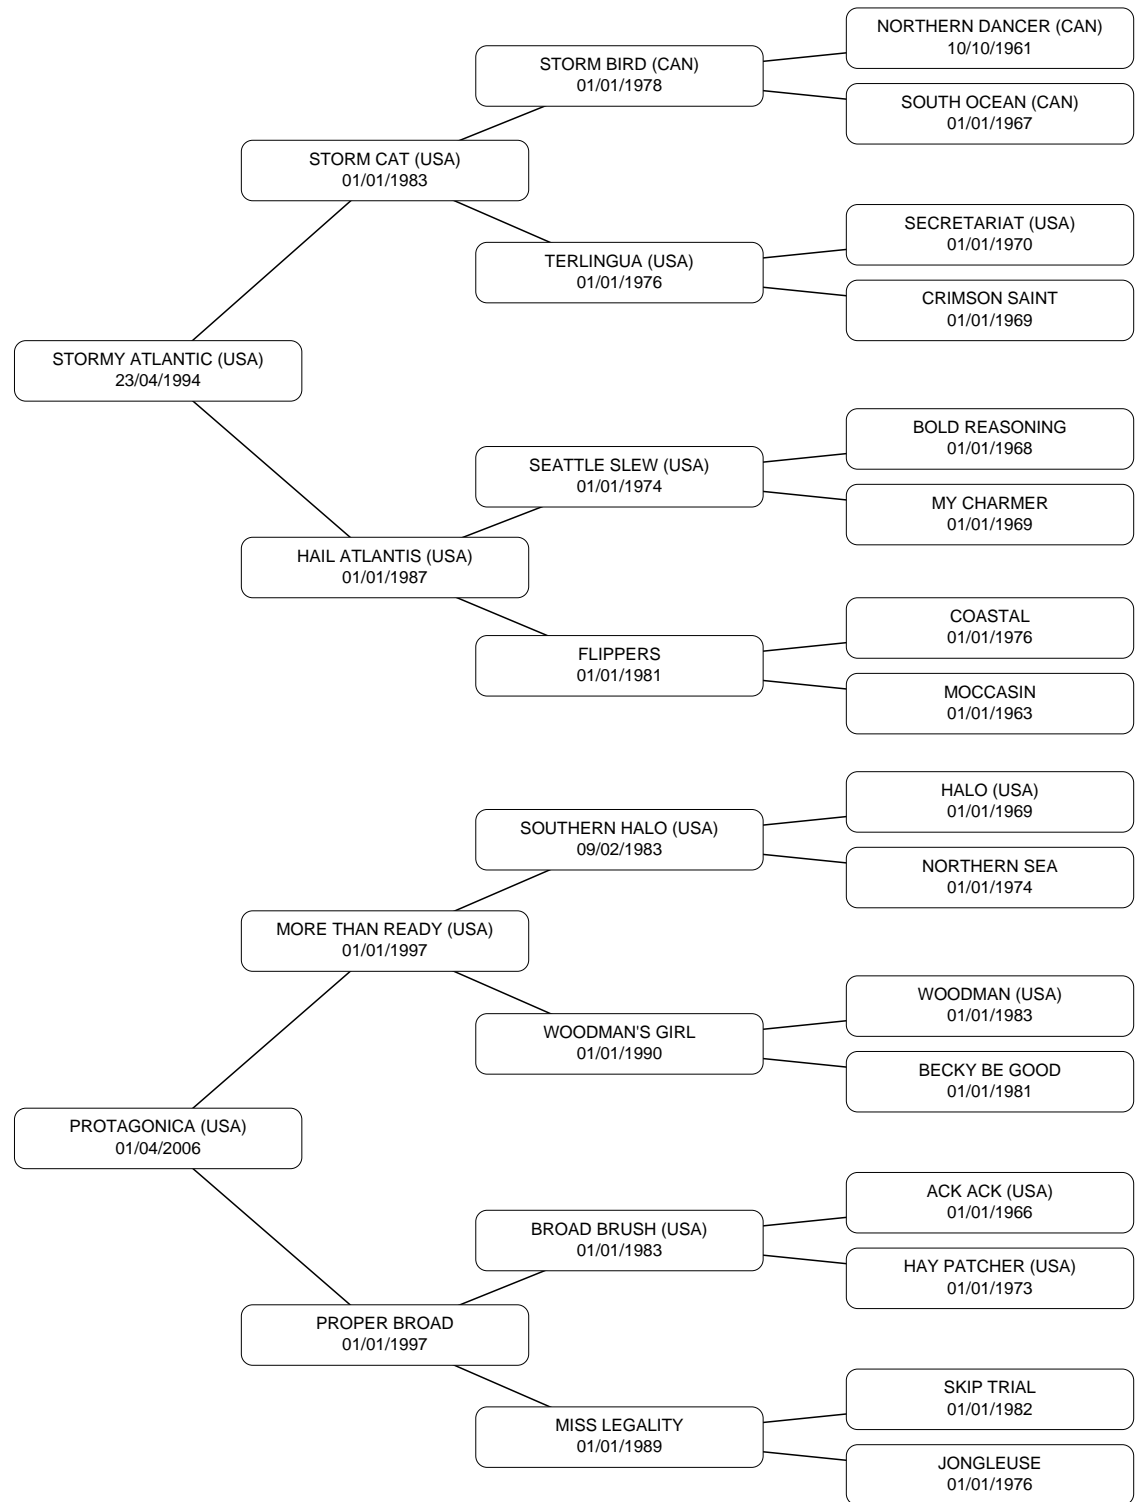 NORTHERN DANCER (CAN)
10/10/1961
STORM BIRD (CAN)
01/01/1978
SOUTH OCEAN (CAN)
01/01/1967
STORM CAT (USA)
01/01/1983
SECRETARIAT (USA)
01/01/1970
TERLINGUA (USA)
01/01/1976
CRIMSON SAINT
01/01/1969
STORMY ATLANTIC (USA)
23/04/1994
BOLD REASONING
01/01/1968
SEATTLE SLEW (USA)
01/01/1974
MY CHARMER
01/01/1969
HAIL ATLANTIS (USA)
01/01/1987
COASTAL
01/01/1976
FLIPPERS
01/01/1981
MOCCASIN
01/01/1963
HALO (USA)
01/01/1969
SOUTHERN HALO (USA)
09/02/1983
NORTHERN SEA
01/01/1974
MORE THAN READY (USA)
01/01/1997
WOODMAN (USA)
01/01/1983
WOODMAN'S GIRL
01/01/1990
BECKY BE GOOD
01/01/1981
PROTAGONICA (USA)
01/04/2006
ACK ACK (USA)
01/01/1966
BROAD BRUSH (USA)
01/01/1983
HAY PATCHER (USA)
01/01/1973
PROPER BROAD
01/01/1997
SKIP TRIAL
01/01/1982
MISS LEGALITY
01/01/1989
JONGLEUSE
01/01/1976